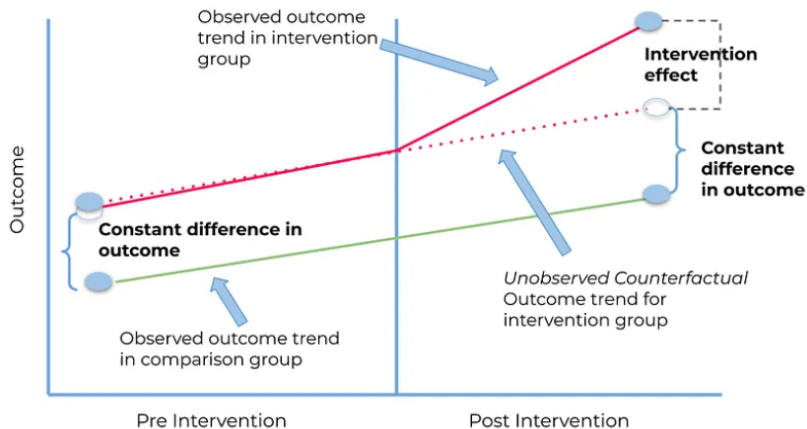 Observed outcome
trend in intervention
group
Intervention
effect
Outcome
Constant
difference
in outcome
Constant difference in
outcome
Unobserved Counterfactual
Outcome trend for
intervention group
Observed outcome trend
in comparison group
Pre Intervention
Post Intervention